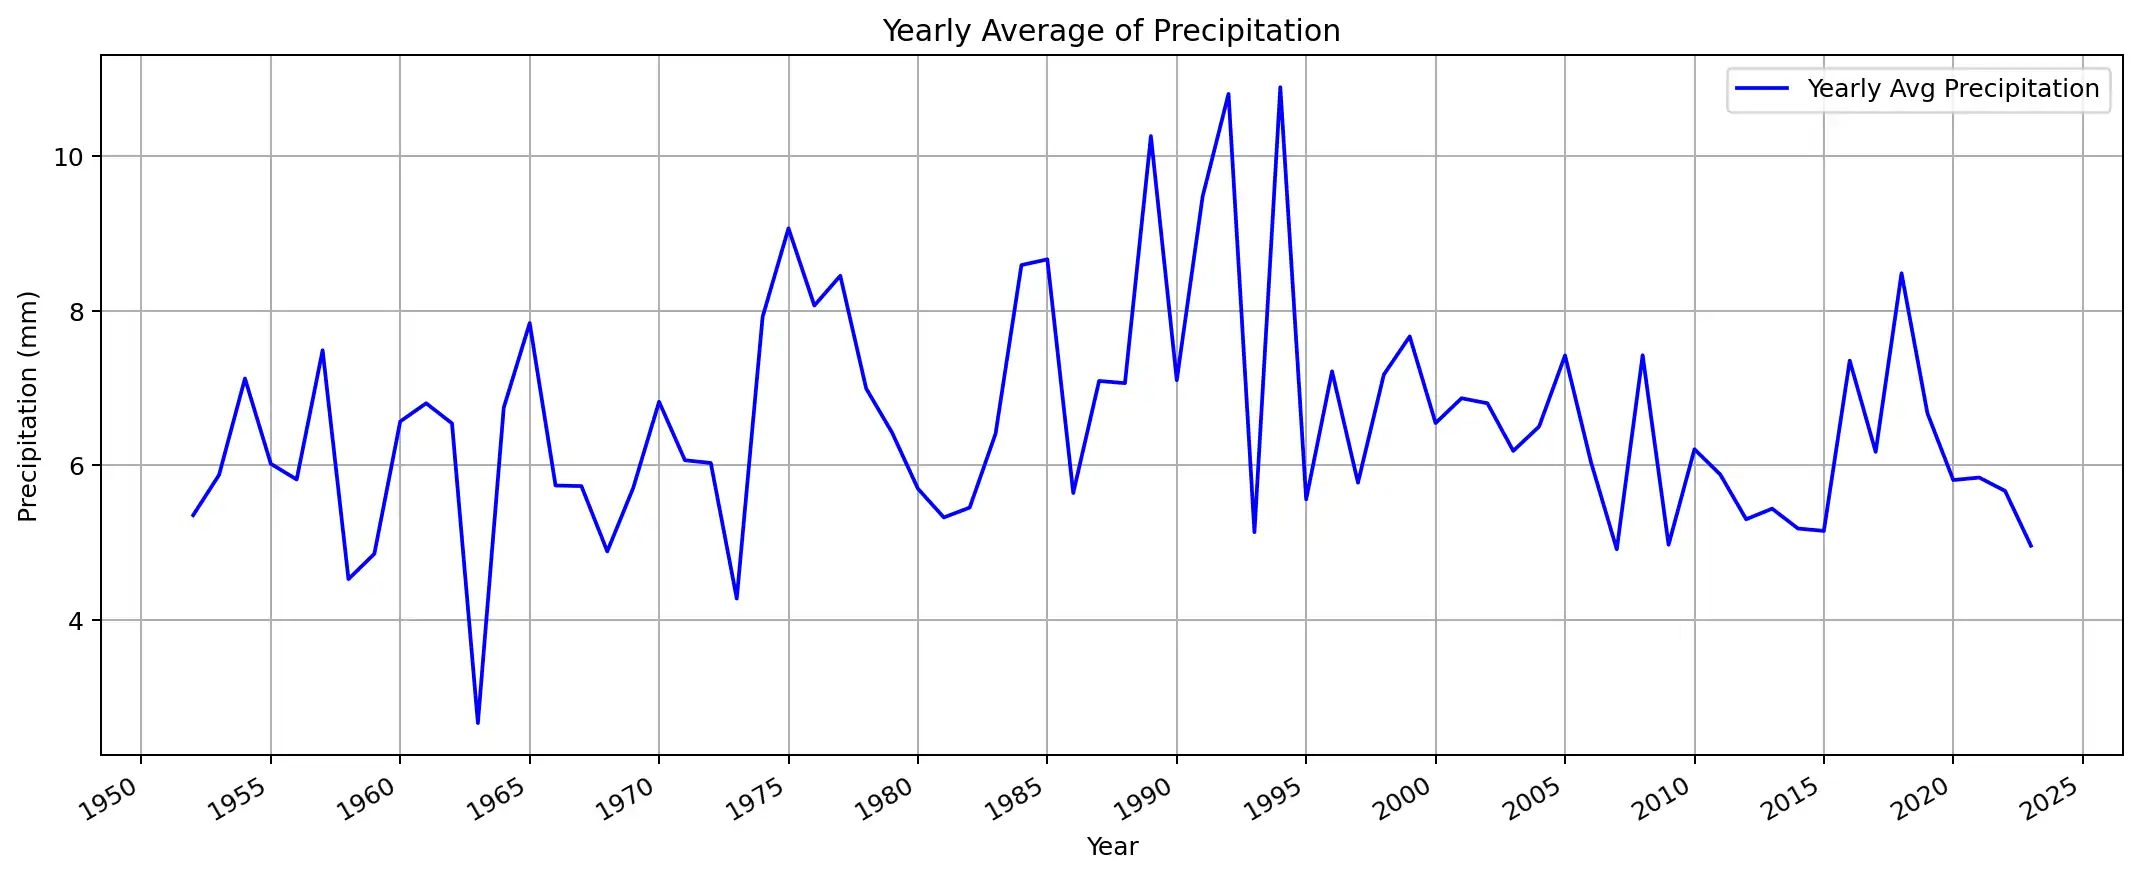 Yearly Average of Precipitation
Yearly Avg Precipitation
Precipitation (mm)
10
8
6
4
1950 1955 1960 1965 1970 1975 1980 1985 1990 1995 2000 2005 2010 2015 2020 2025
Year